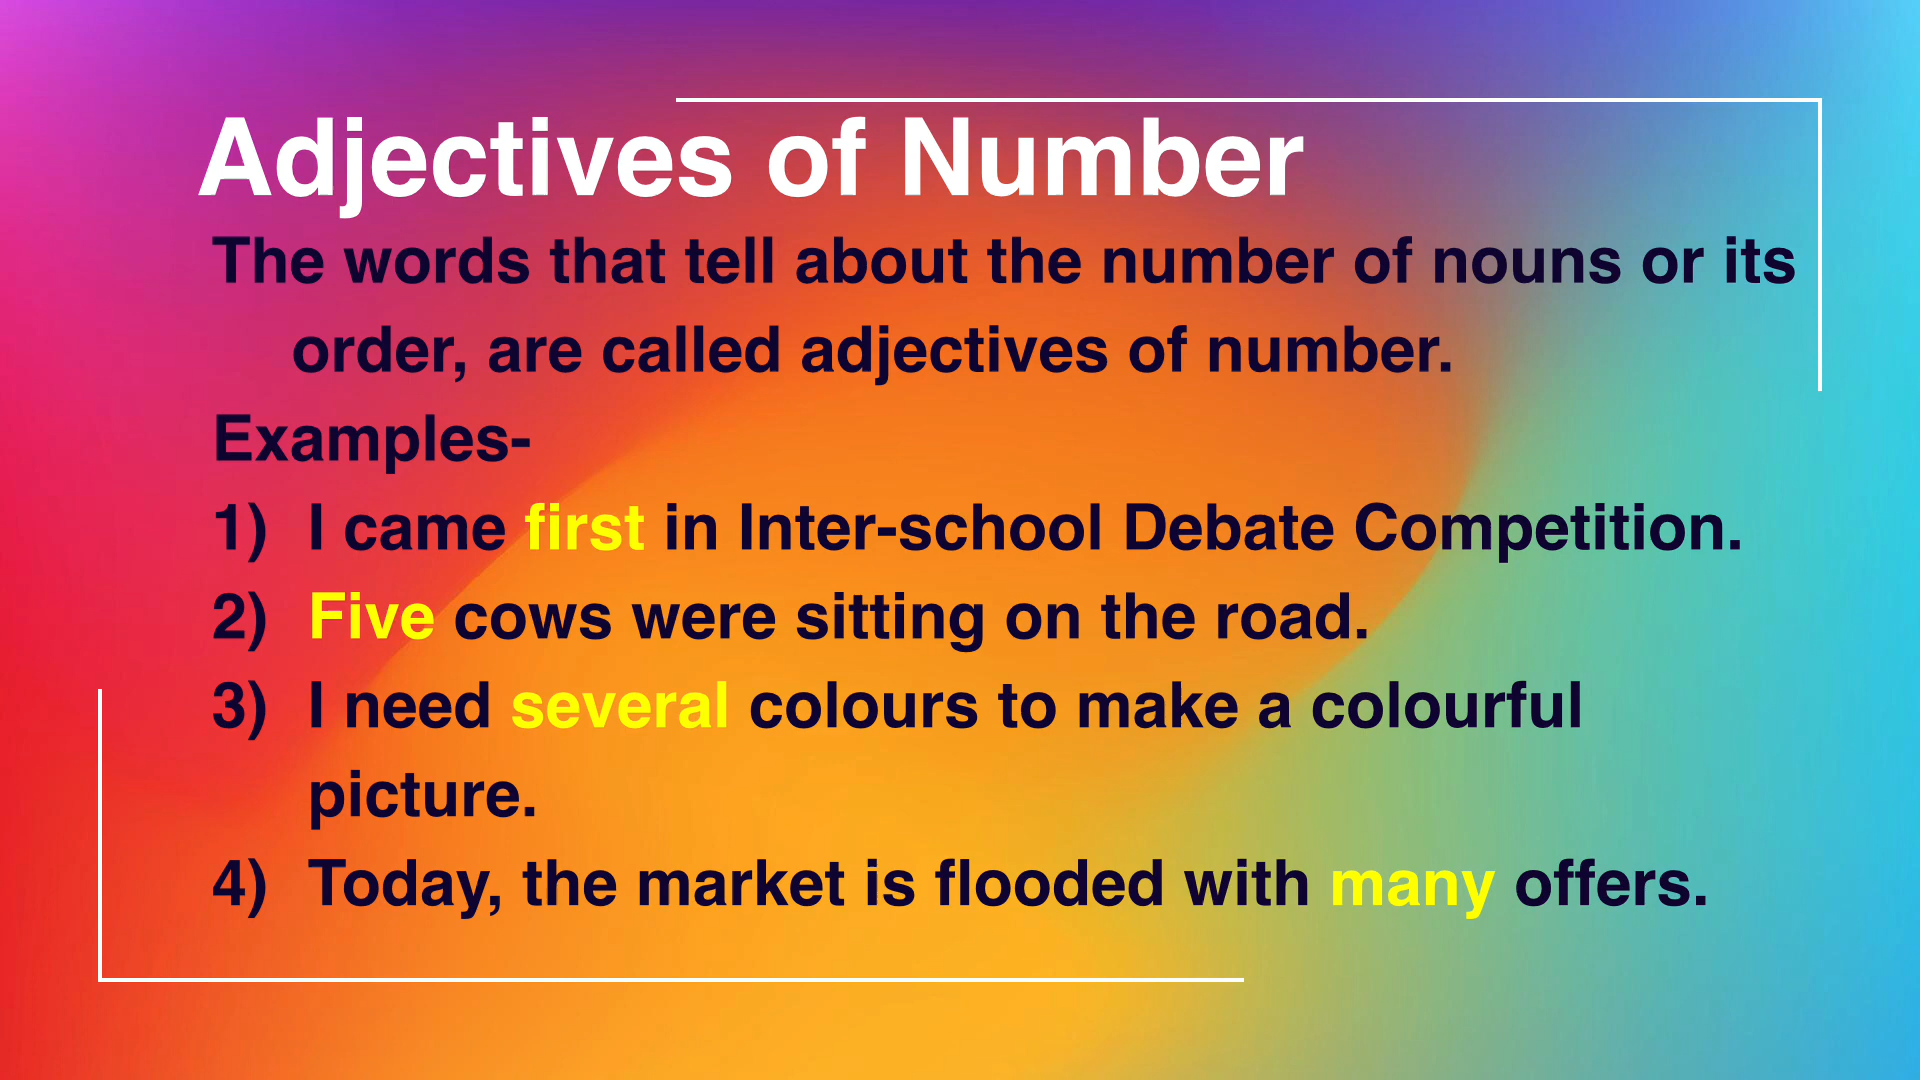 Adjectives of Number
The words that tell about the number of nouns or its
order, are called adjectives of number.
Examples-
1) I came first in Inter-school Debate Competition.
2) Five cows were sitting on the road.
3) I need several colours to make a colourful
picture.
4) Today, the market is flooded with many offers.